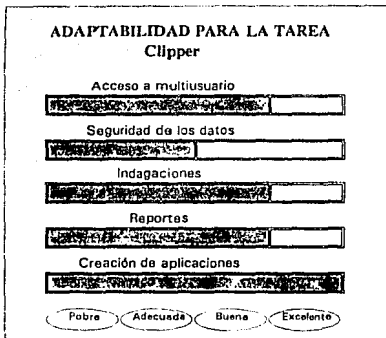 ADAPTABILIDAD PARA LA TAREA
Clipper
Acceso a multiusuario
Seguridad de los datos
Indagaciones
Reportes
Creación de aplicaciones
Pobre Adecuada Buena Excelente